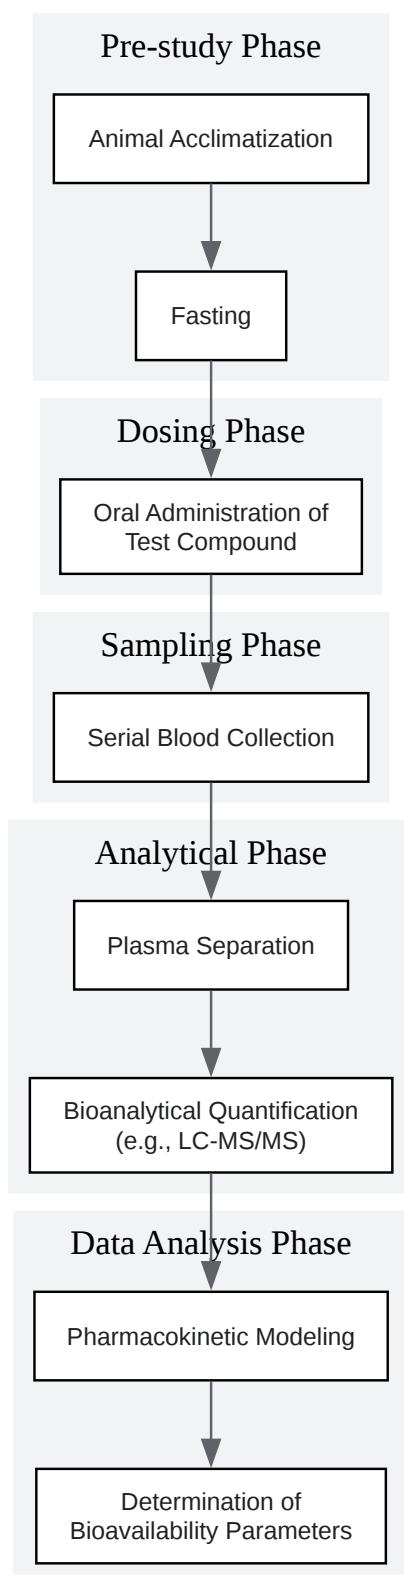 Pre-study Phase
Animal Acclimatization
Fasting
Dosing Phase
Oral Administration of
Test Compound
Sampling Phase
Serial Blood Collection
Analytical Phase
Plasma Separation
Bioanalytical Quantification
(e.g., LC-MS/MS)
Data Analysis Phase
Pharmacokinetic Modeling
Determination of
Bioavailability Parameters